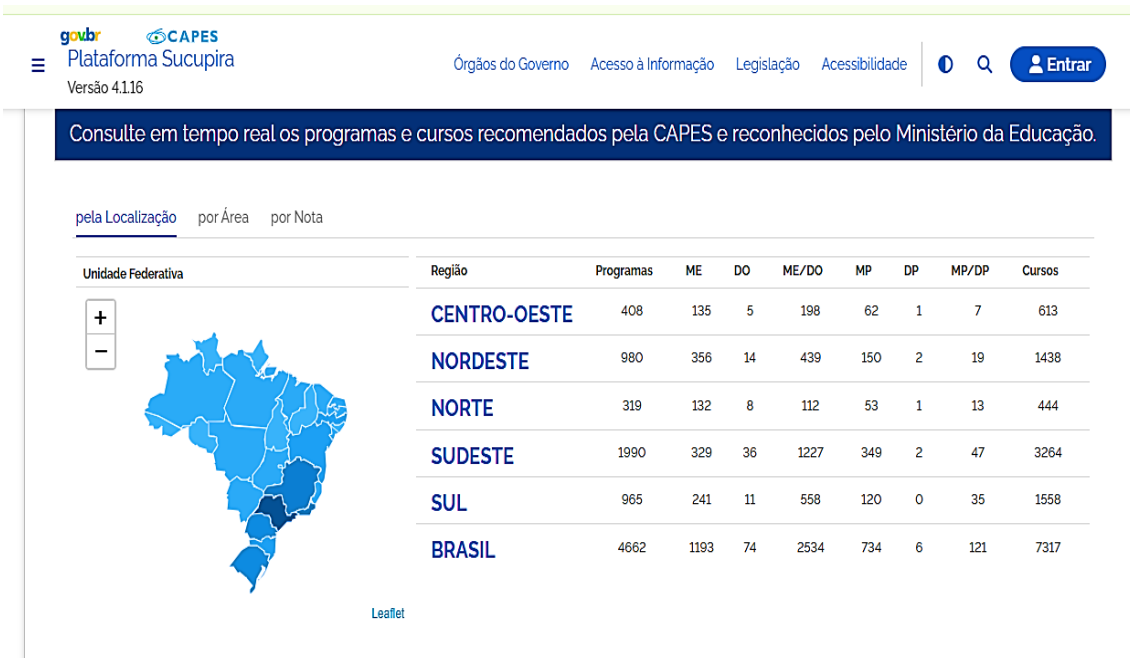 gov.br CAPES
Plataforma Sucupira
Versão 4.1.16
Órgãos do Governo Acesso à Informação Legislação Acessibilidade Entrar
Consulte em tempo real os programas e cursos recomendados pela CAPES e reconhecidos pelo Ministério da Educação.
pela Localização por Área por Nota
Unidade Federativa
+
−
Leaflet
Região Programas ME DO ME/DO MP DP MP/DP Cursos
CENTRO-OESTE 408 135 5 198 62 1 7 613
NORDESTE 980 356 14 439 150 2 19 1438
NORTE 319 132 8 112 53 1 13 444
SUDESTE 1990 329 36 1227 349 2 47 3264
SUL 965 241 11 558 120 0 35 1558
BRASIL 4662 1193 74 2534 734 6 121 7317